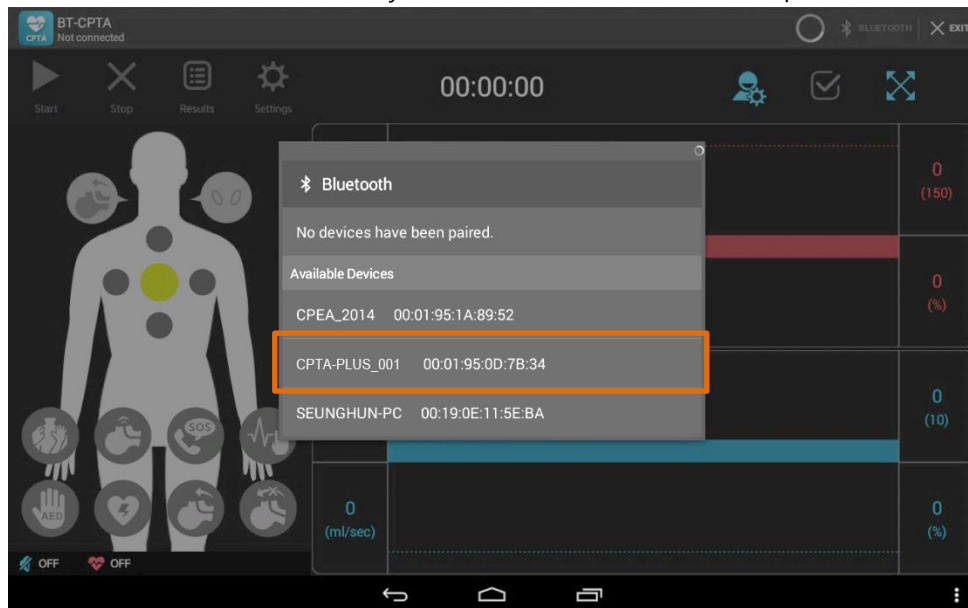 BT-CPTA
CPTA Not connected
BLUETOOTH
EXIT
Start
Stop
Results
Settings
00:00:00
Bluetooth
No devices have been paired.
Available Devices
CPEA_2014 00:01:95:1A:89:52
CPTA-PLUS_001 00:01:95:0D:7B:34
SEUNGHUN-PC 00:19:0E:11:5E:BA
0
(150)
0
(%)
0
(10)
SOS
AED
0
(ml/sec)
0
(%)
OFF
OFF